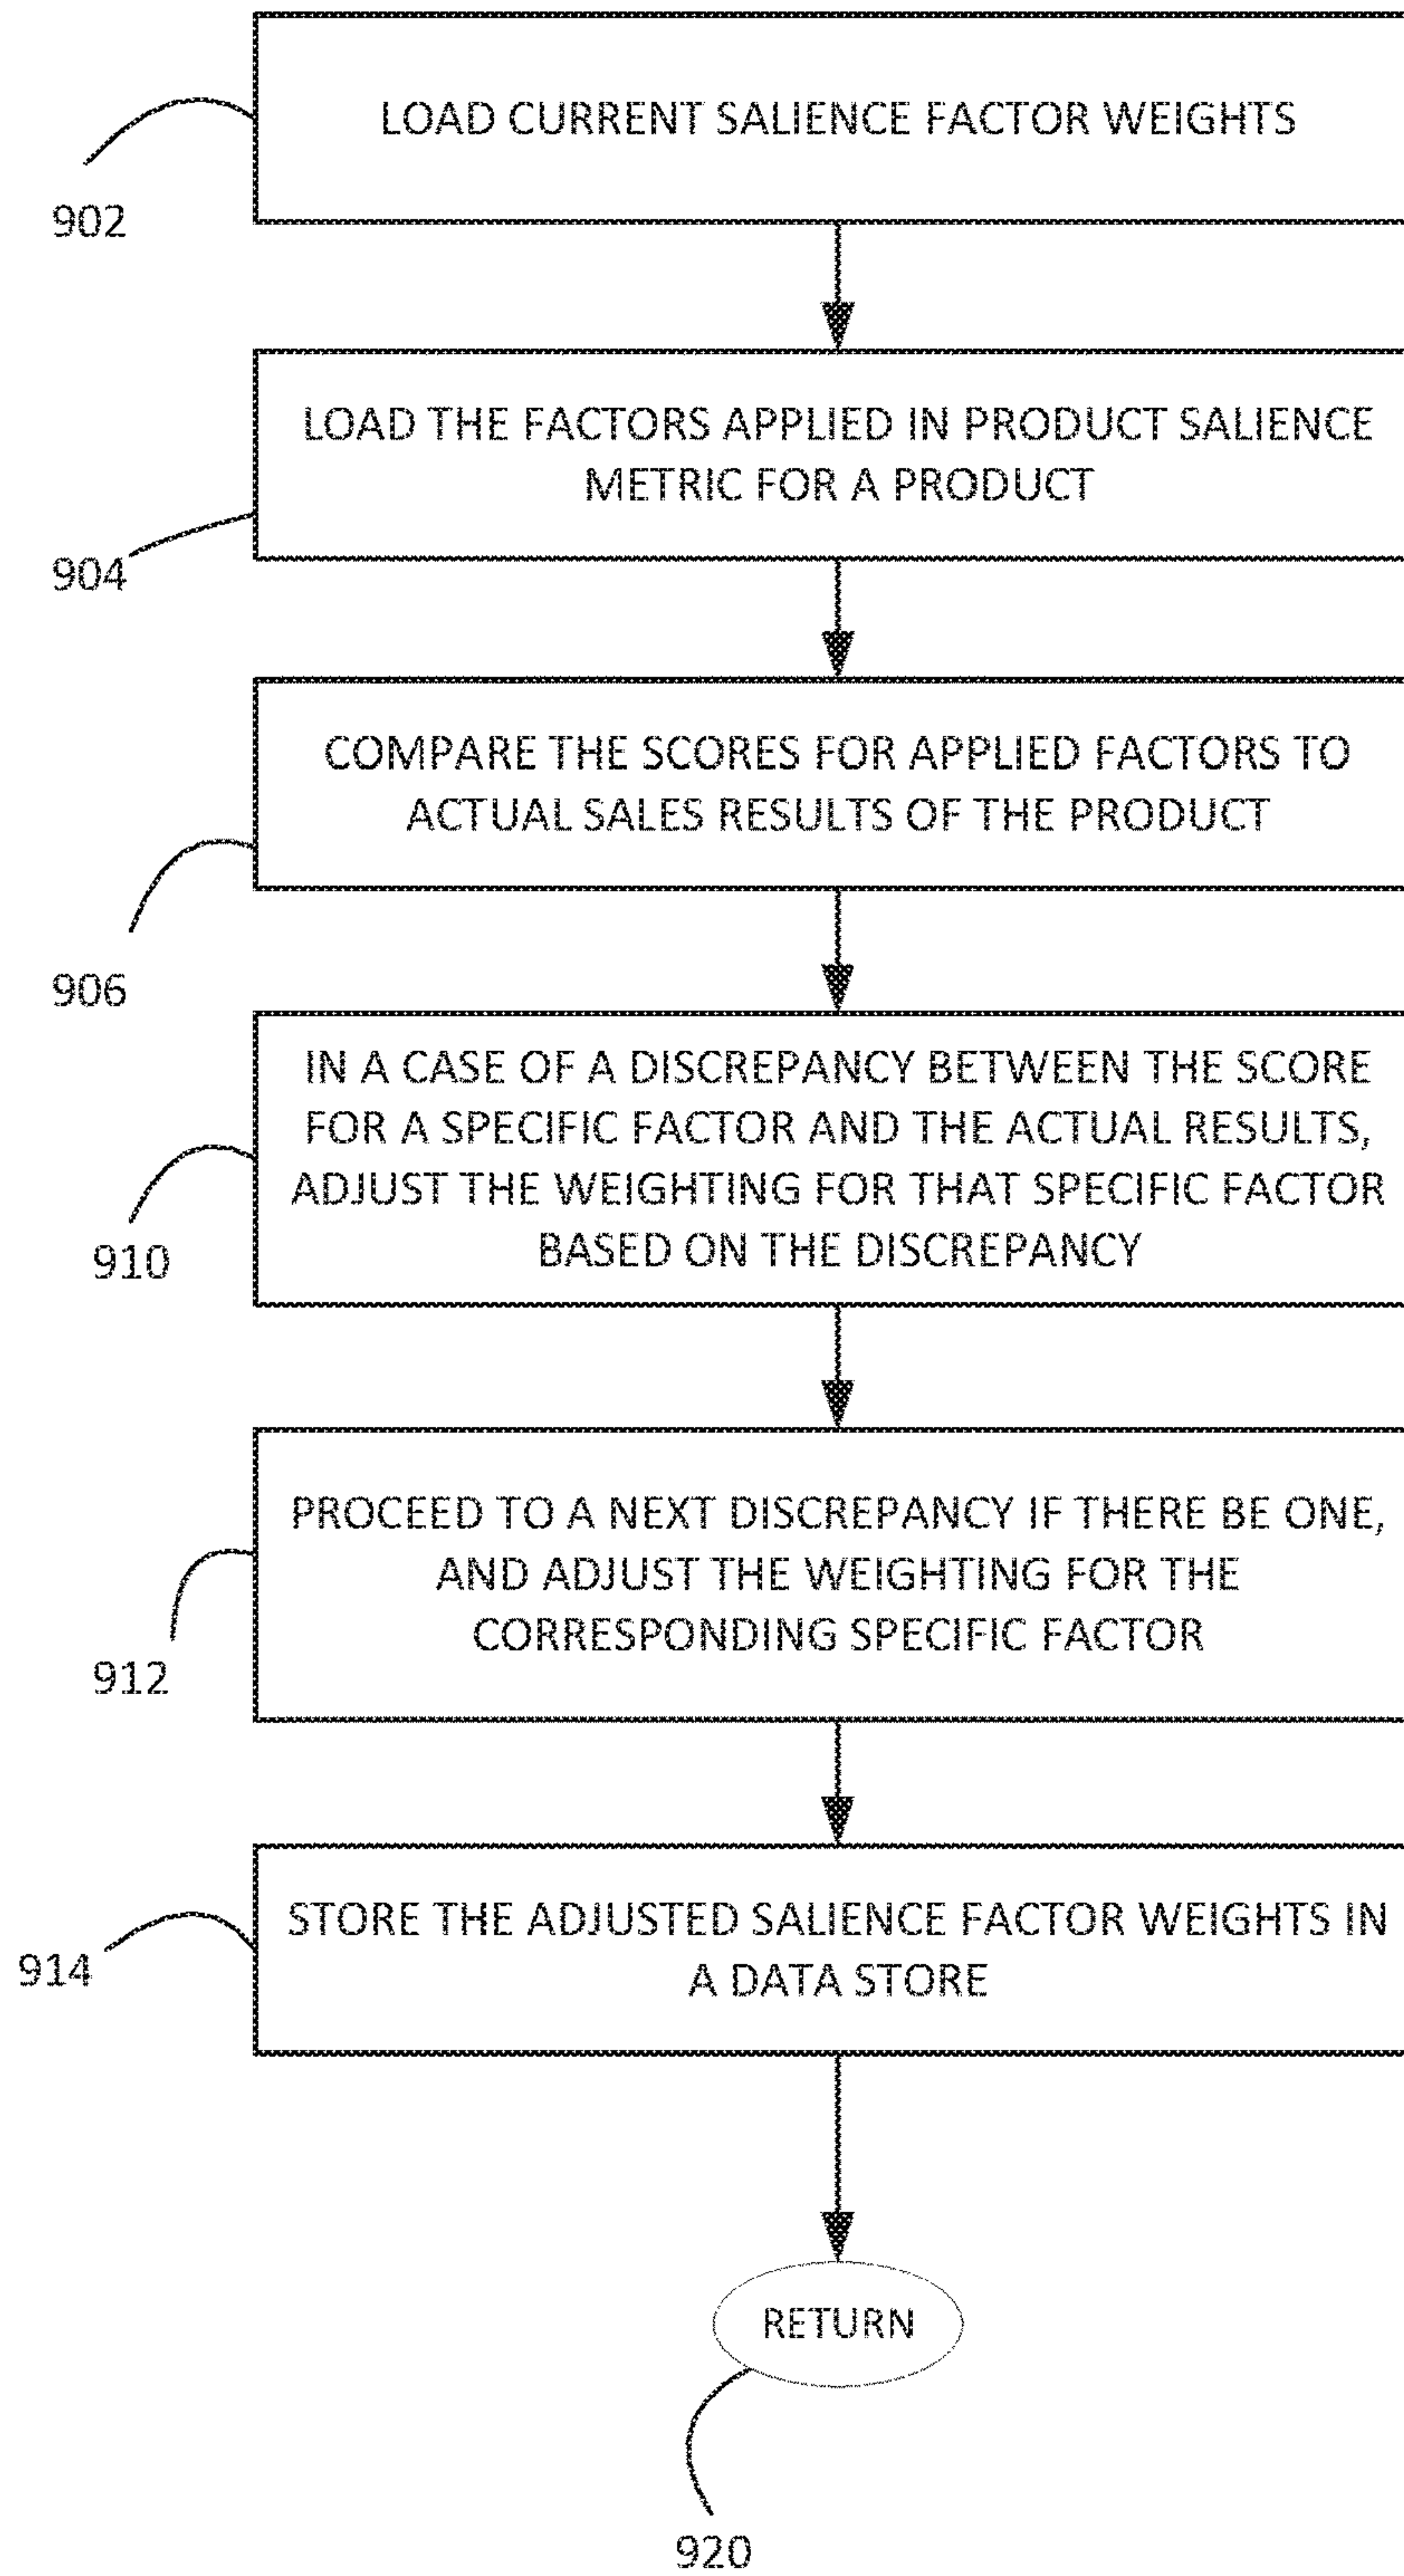 LOAD CURRENT SALIENCE FACTOR WEIGHTS
902
LOAD THE FACTORS APPLIED IN PRODUCT SALIENCE
METRIC FOR A PRODUCT
904
COMPARE THE SCORES FOR APPLIED FACTORS TO
ACTUAL SALES RESULTS OF THE PRODUCT
906
IN A CASE OF A DISCREPANCY BETWEEN THE SCORE
FOR A SPECIFIC FACTOR AND THE ACTUAL RESULTS,
ADJUST THE WEIGHTING FOR THAT SPECIFIC FACTOR
BASED ON THE DISCREPANCY
910
PROCEED TO A NEXT DISCREPANCY IF THERE BE ONE,
AND ADJUST THE WEIGHTING FOR THE
CORRESPONDING SPECIFIC FACTOR
912
STORE THE ADJUSTED SALIENCE FACTOR WEIGHTS IN
A DATA STORE
914
RETURN
920